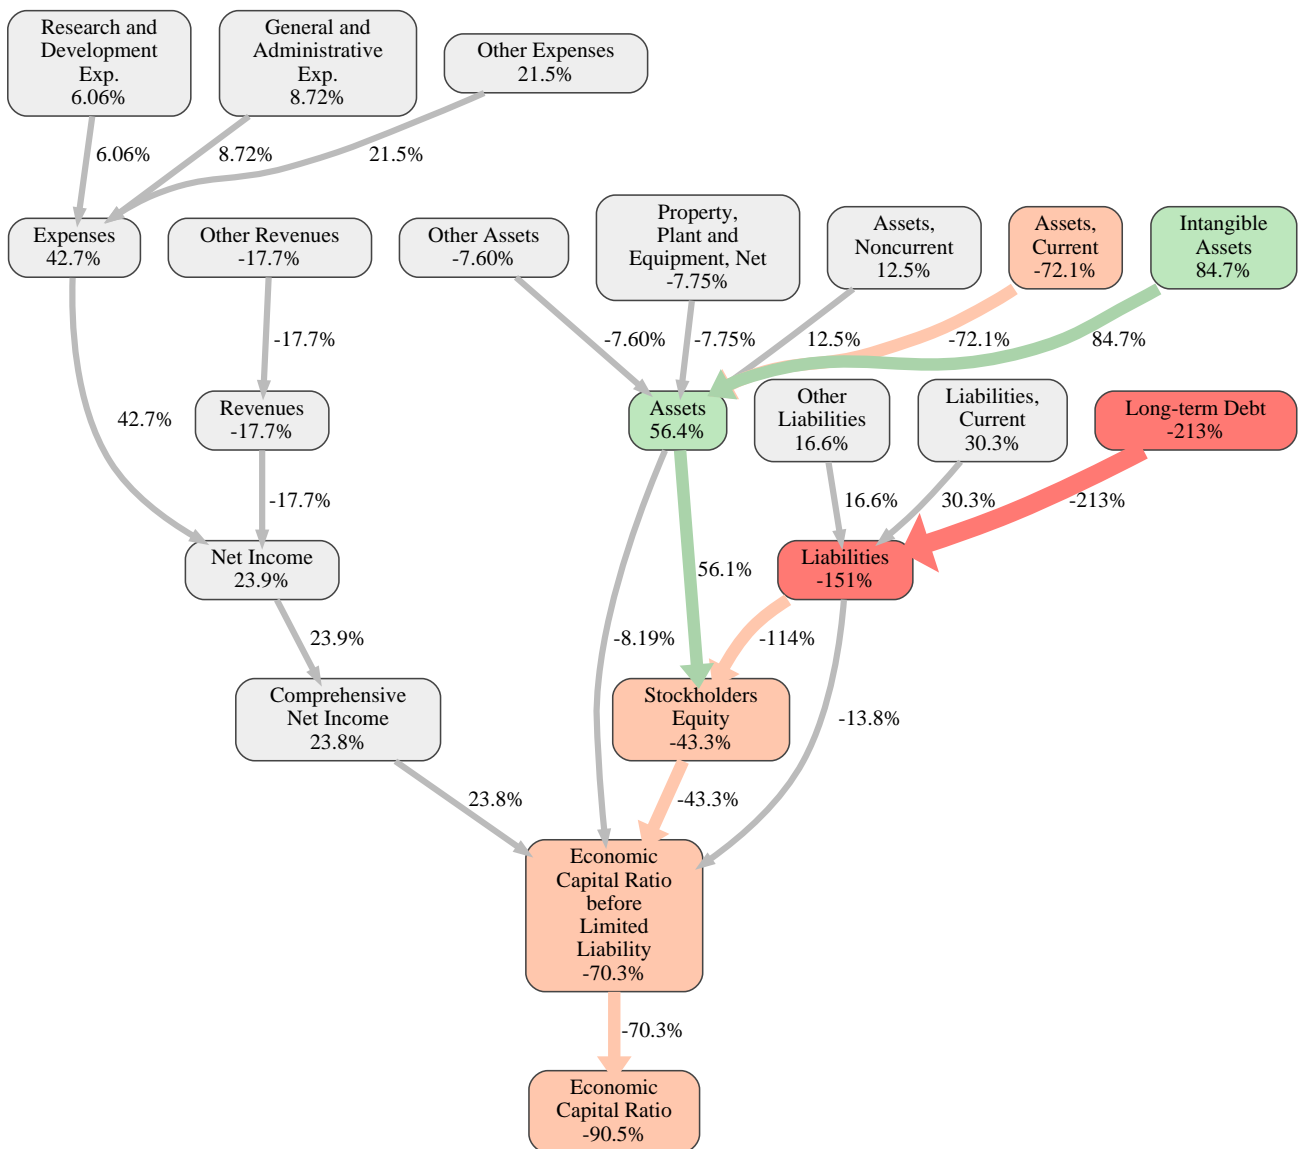 Research and
Development
Exp.
6.06%
General and
Administrative
Exp.
8.72%
Other Expenses
21.5%
6.06%
8.72%
21.5%
Expenses
42.7%
Other Revenues
-17.7%
Other Assets
-7.60%
Property,
Plant and
Equipment, Net
-7.75%
Assets,
Noncurrent
12.5%
Assets,
Current
-72.1%
Intangible
Assets
84.7%
-17.7%
-7.60%
-7.75%
12.5%
-72.1%
84.7%
42.7%
Revenues
-17.7%
Assets
56.4%
Other
Liabilities
16.6%
Liabilities,
Current
30.3%
Long-term Debt
-213%
-17.7%
16.6%
30.3%
-213%
Net Income
23.9%
56.1%
Liabilities
-151%
23.9%
-8.19%
-114%
Comprehensive
Net Income
23.8%
Stockholders
Equity
-43.3%
-13.8%
23.8%
-43.3%
Economic
Capital Ratio
before
Limited
Liability
-70.3%
-70.3%
Economic
Capital Ratio
-90.5%